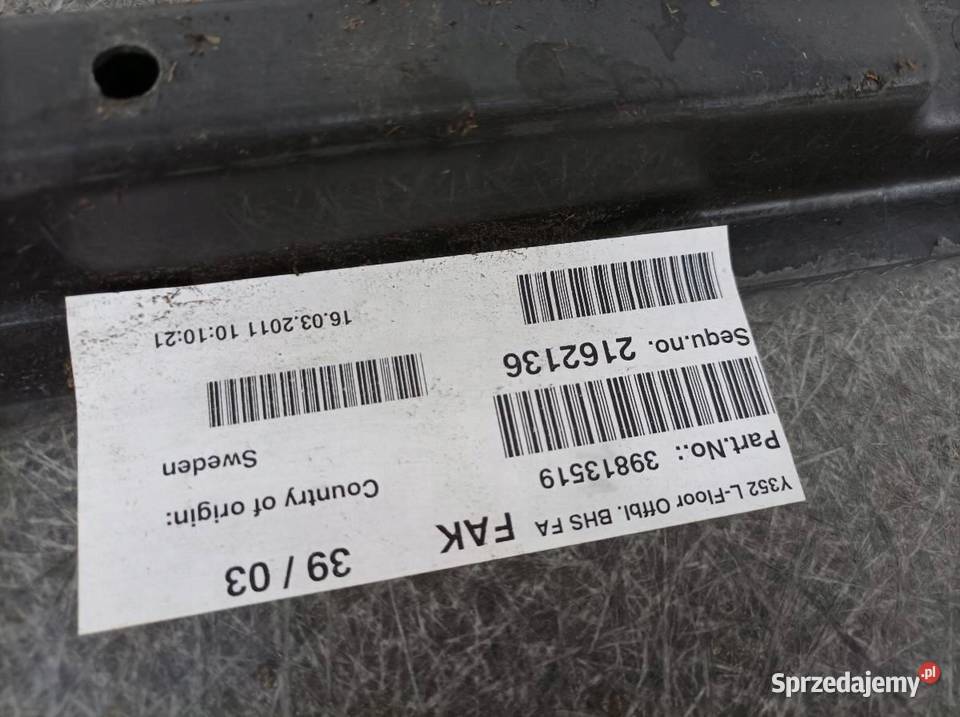 39 / 03
FAK
Y352 L-Floor Offbl. BHS FA
Country of origin:
Sweden
Part.No.: 39813519
Sequ.no. 2162136
16.03.2011 10:10:21
Sprzedajemy.pl